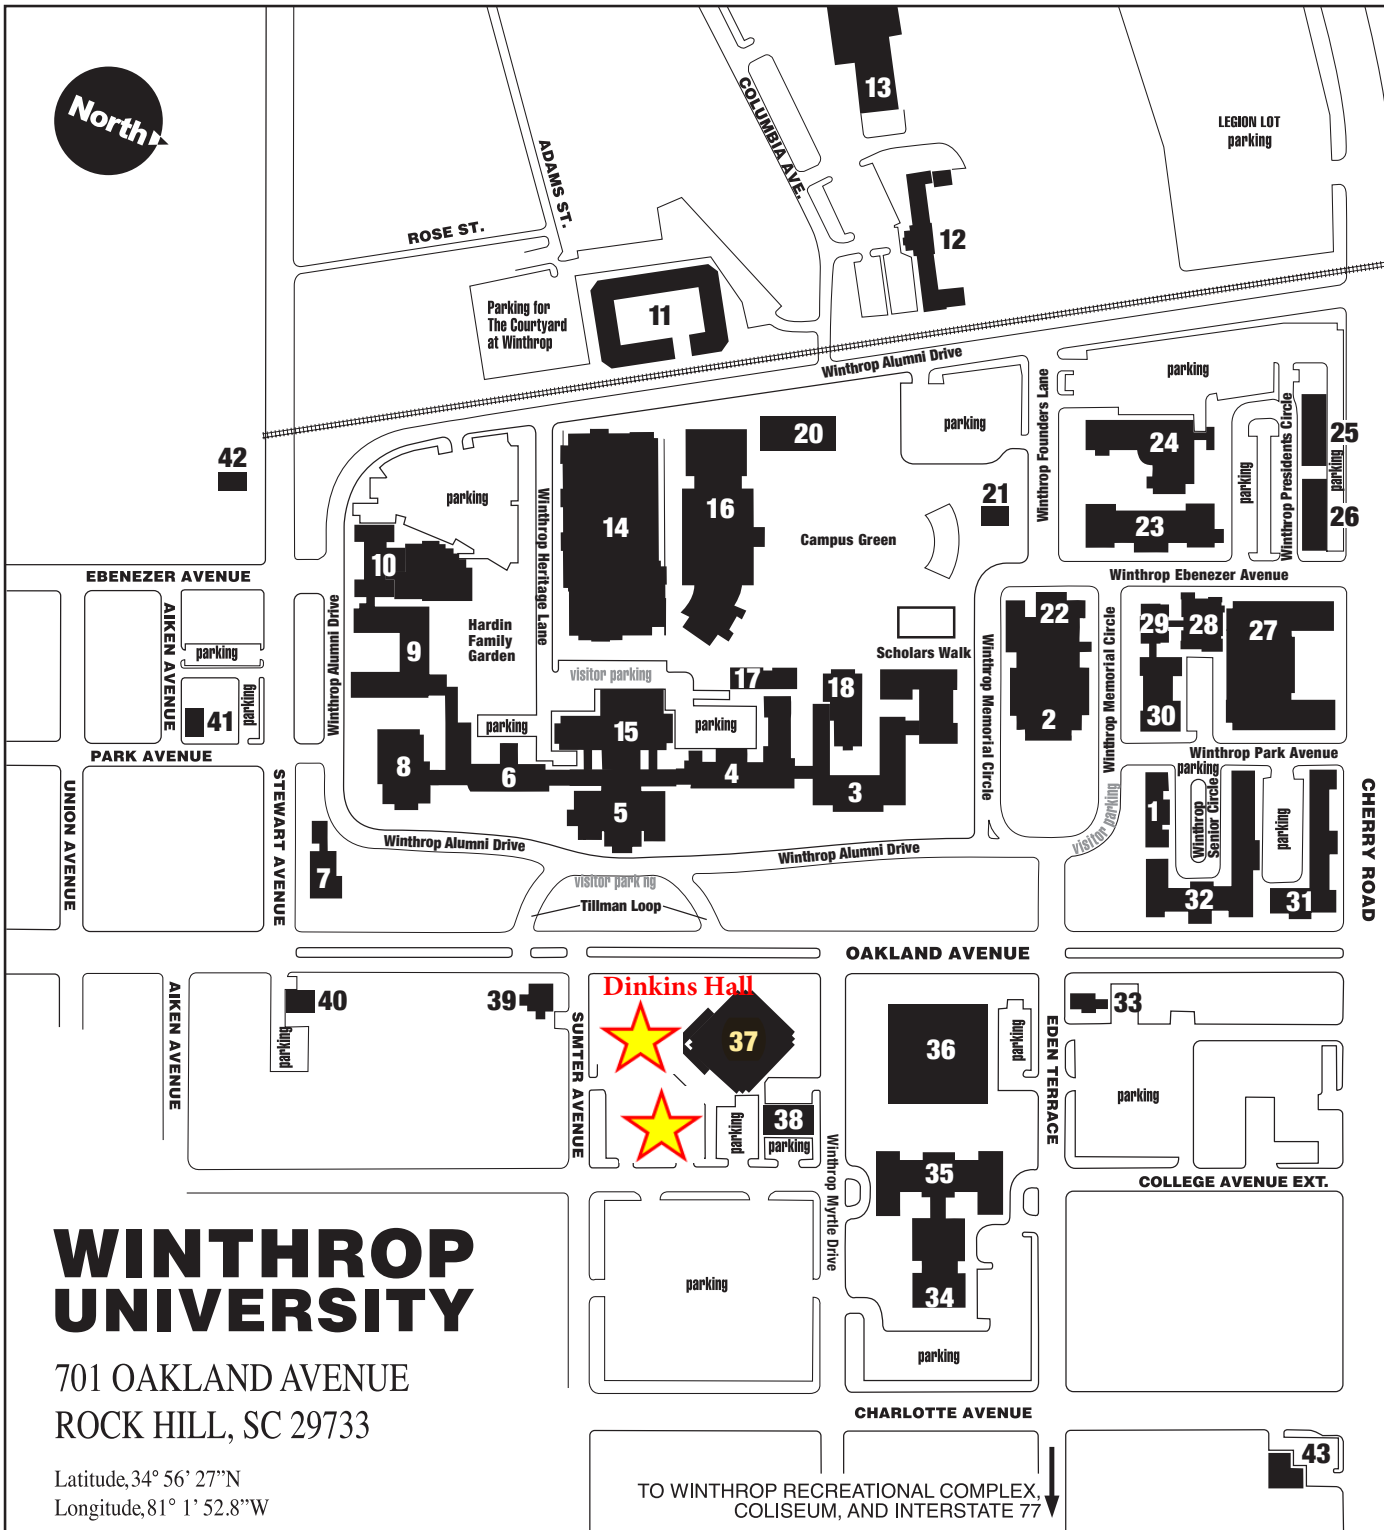 North
13
LEGION LOT
parking
COLUMBIA AVE.
ADAMS ST.
ROSE ST.
12
Parking for
The Courtyard
at Winthrop
11
Winthrop Alumni Drive
parking
Winthrop Founders Lane
Winthrop Presidents Circle
parking
20
24
25
parking
42
parking
Winthrop Heritage Lane
14
16
21
parking
23
26
Campus Green
10
EBENEZER AVENUE
Winthrop Ebenezer Avenue
AIKEN AVENUE
parking
Winthrop Alumni Drive
9
Hardin
Family
Garden
22
29
28
27
Scholars Walk
Winthrop Memorial Circle
Winthrop Memorial Circle
visitor parking
17
18
41
parking
parking
15
parking
2
30
PARK AVENUE
Winthrop Park Avenue
8
6
4
3
parking
UNION AVENUE
STEWART AVENUE
5
1
Winthrop
Senior Circle
parking
CHERRY ROAD
visitor parking
Winthrop Alumni Drive
Winthrop Alumni Drive
7
visitor park ng
Tillman Loop
32
31
OAKLAND AVENUE
Dinkins Hall
AIKEN AVENUE
40
39
33
parking
SUMTER AVENUE
37
36
parking
EDEN TERRACE
parking
38
parking
parking
Winthrop Myrtle Drive
35
COLLEGE AVENUE EXT.
WINTHROP
UNIVERSITY
parking
34
701 OAKLAND AVENUE
ROCK HILL, SC 29733
parking
CHARLOTTE AVENUE
43
Latitude,34° 56’ 27”N
Longitude,81° 1’ 52.8”W
TO WINTHROP RECREATIONAL COMPLEX,
COLISEUM, AND INTERSTATE 77